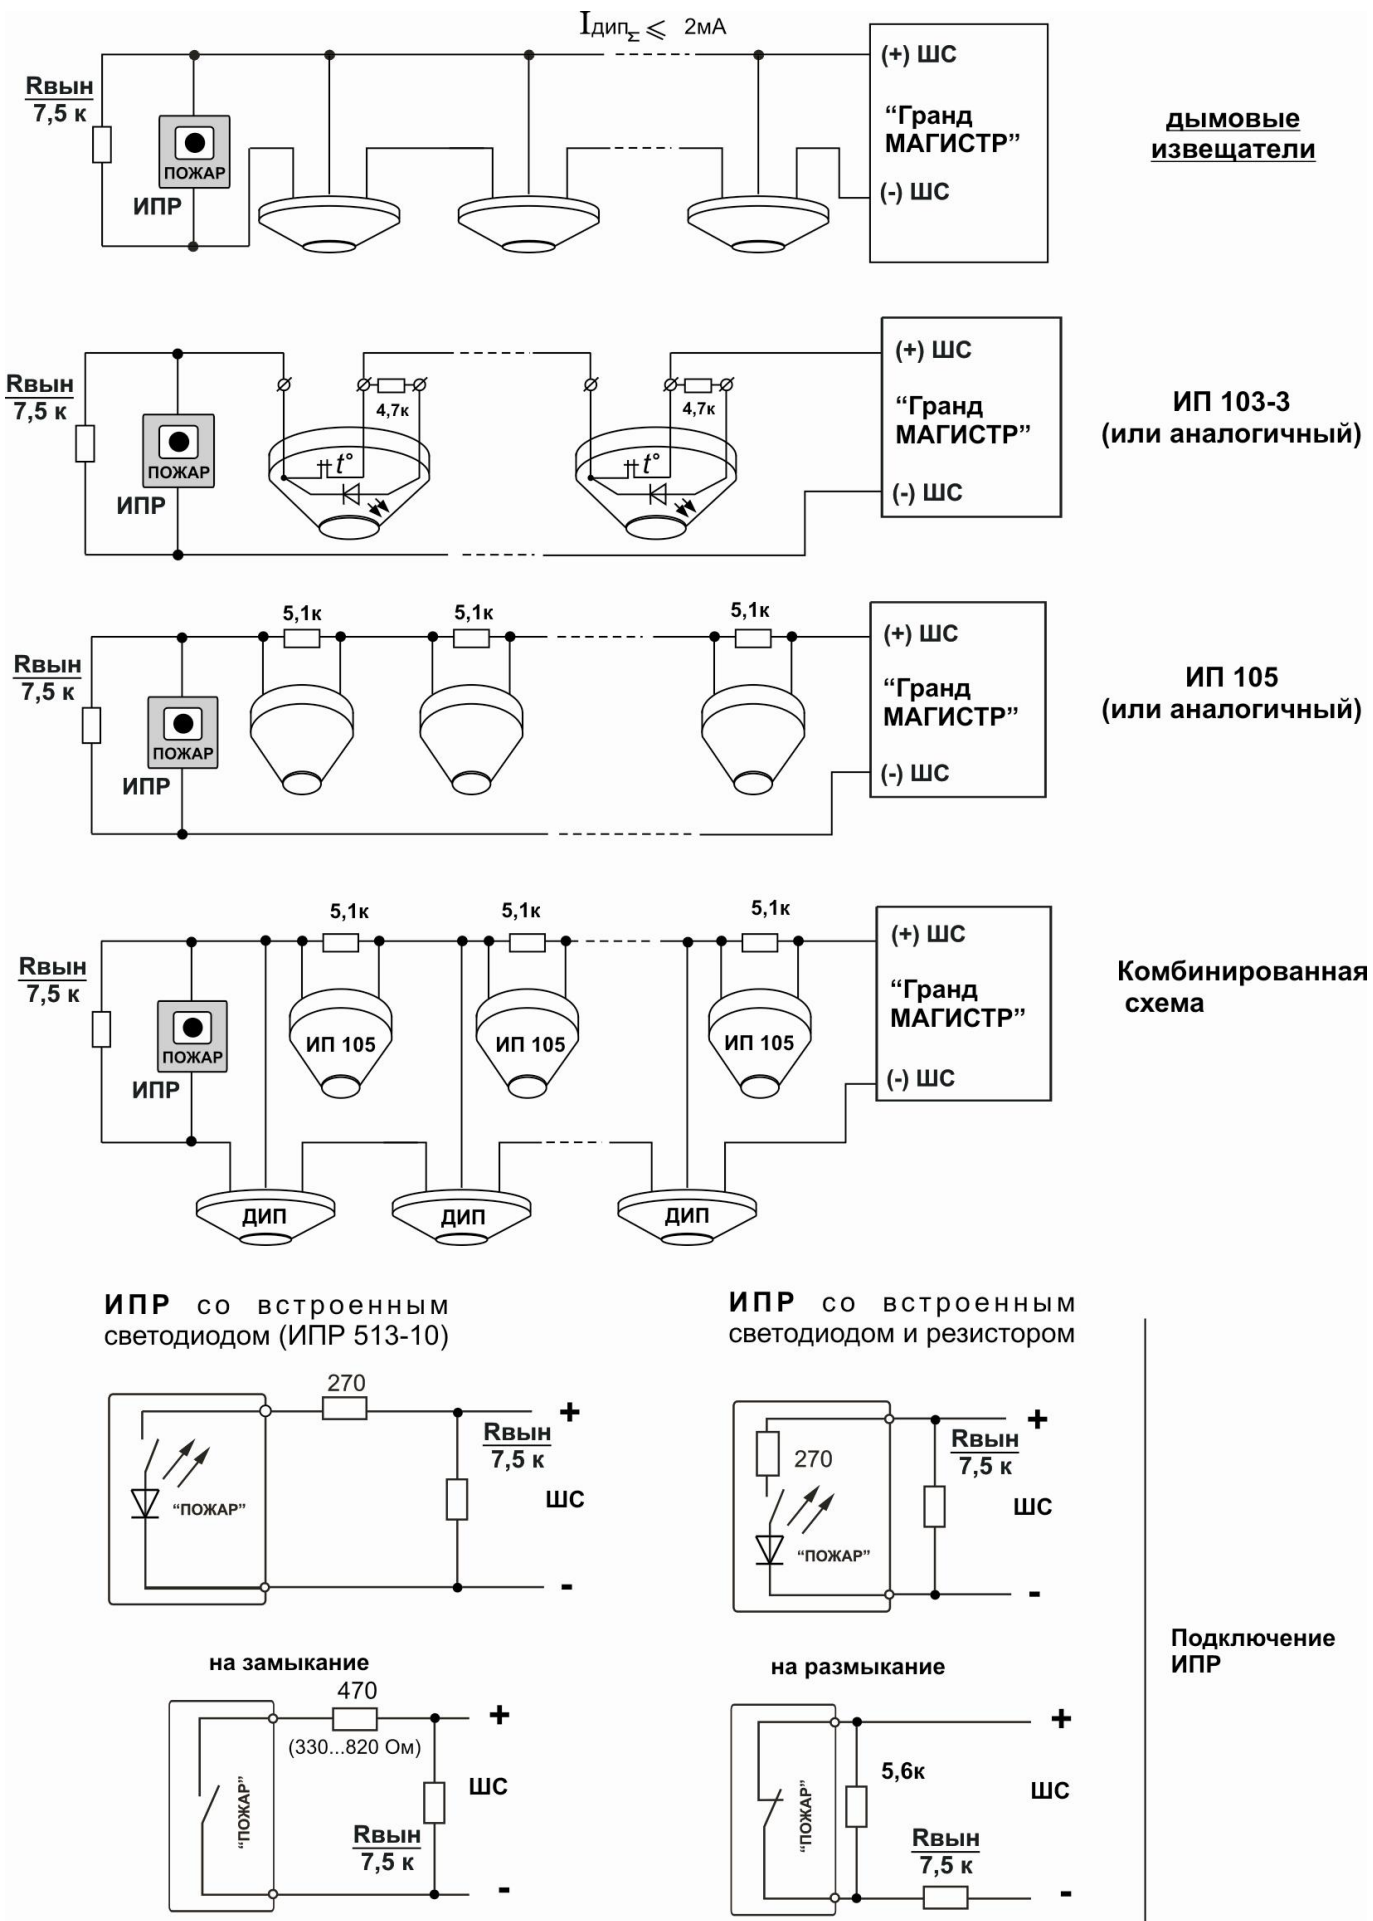 Iдип Σ ⩽ 2мА
Rвын
7,5 к
ПОЖАР
ИПР
(+) ШС
“Гранд
МАГИСТР”
(-) ШС
дымовые
извещатели
Rвын
7,5 к
ПОЖАР
ИПР
4,7к
t°
4,7к
t°
(+) ШС
“Гранд
МАГИСТР”
(-) ШС
ИП 103-3
(или аналогичный)
5,1к
5,1к
5,1к
Rвын
7,5 к
ПОЖАР
ИПР
(+) ШС
“Гранд
МАГИСТР”
(-) ШС
ИП 105
(или аналогичный)
5,1к
5,1к
5,1к
Rвын
7,5 к
ПОЖАР
ИПР
ИП 105
ИП 105
ИП 105
(+) ШС
“Гранд
МАГИСТР”
(-) ШС
Комбинированная
схема
ДИП
ДИП
ДИП
ИПР со встроенным
светодиодом (ИПР 513-10)
270
+
Rвын
7,5 к
ШС
“ПОЖАР”
-
ИПР со встроенным
светодиодом и резистором
+
Rвын
7,5 к
270
ШС
“ПОЖАР”
-
Подключение
ИПР
на замыкание
470
+
(330...820 Ом)
ШС
“ПОЖАР”
Rвын
7,5 к
-
на размыкание
+
5,6к
ШС
“ПОЖАР”
Rвын
7,5 к
-